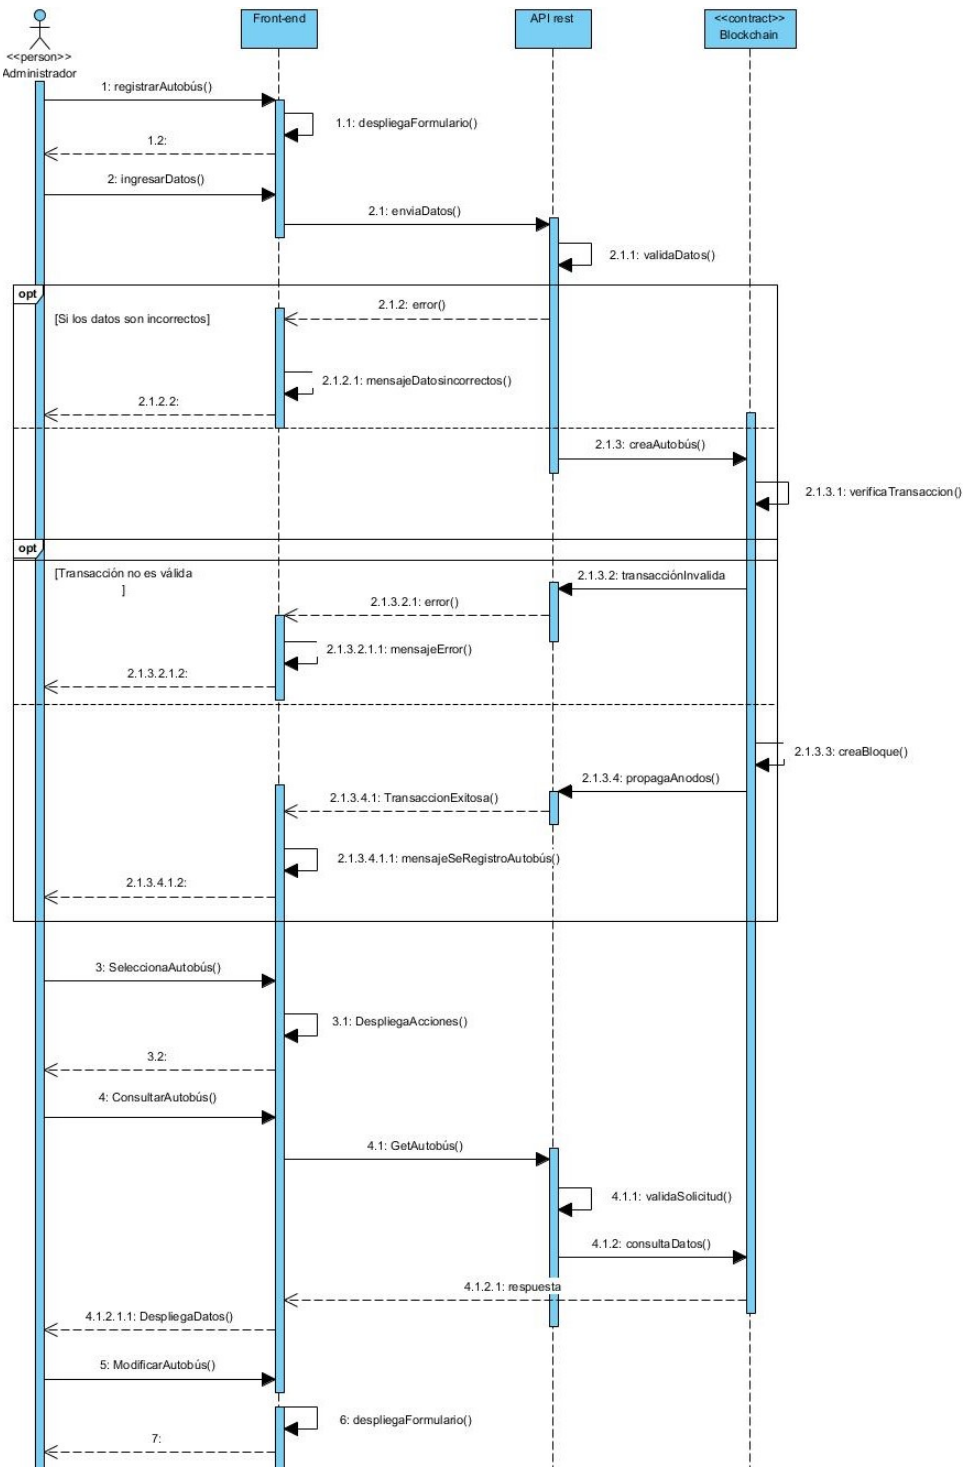 Front-end
API rest
<<contract>>
Blockchain
<<person>>
Administrador
1: registrarAutobús()
1.1: despliegaFormulario()
1.2:
2: ingresarDatos()
2.1: enviaDatos()
2.1.1: validaDatos()
opt
2.1.2: error()
[Si los datos son incorrectos]
2.1.2.1: mensajeDatosincorrectos()
2.1.2.2:
2.1.3: creaAutobús()
2.1.3.1: verificaTransaccion()
opt
[Transacción no es válida
]
2.1.3.2: transacciónInvalida
2.1.3.2.1: error()
2.1.3.2.1.1: mensajeError()
2.1.3.2.1.2:
2.1.3.3: creaBloque()
2.1.3.4: propagaAnodos()
2.1.3.4.1: TransaccionExitosa()
2.1.3.4.1.1: mensajeSeRegistroAutobús()
2.1.3.4.1.2:
3: SeleccionaAutobús()
3.1: DespliegaAcciones()
3.2:
4: ConsultarAutobús()
4.1: GetAutobús()
4.1.1: validaSolicitud()
4.1.2: consultaDatos()
4.1.2.1: respuesta
4.1.2.1.1: DespliegaDatos()
5: ModificarAutobús()
6: despliegaFormulario()
7: